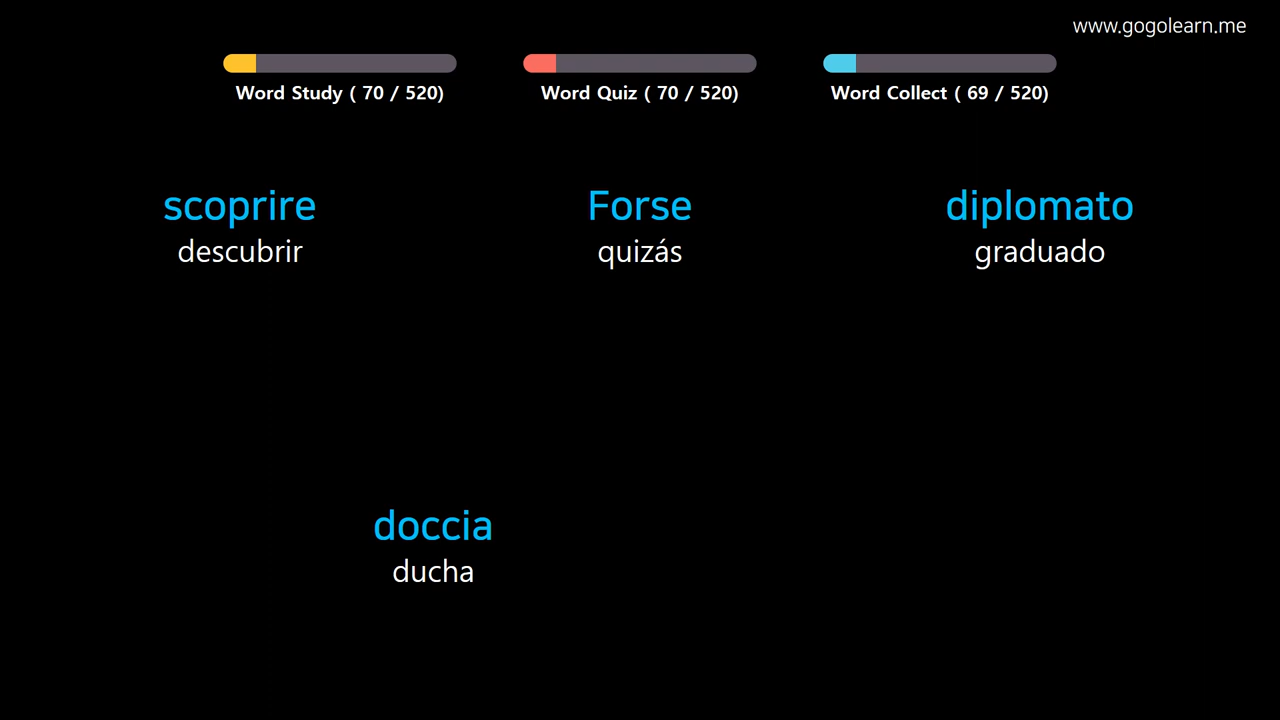 www.gogolearn.me
Word Study ( 70 / 520)
Word Quiz ( 70 / 520)
Word Collect ( 69 / 520)
scoprire
descubrir
Forse
quizás
diplomato
graduado
doccia
ducha